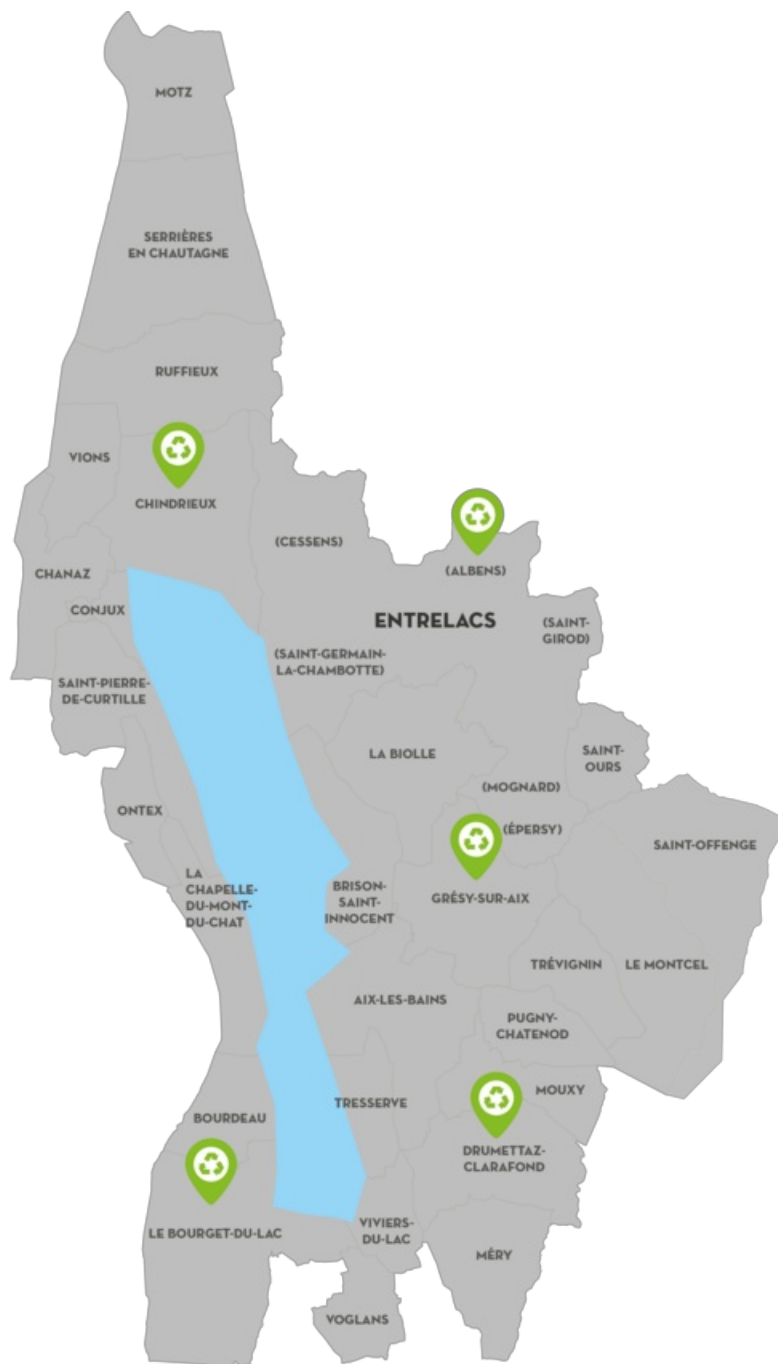 MOTZ
SERRIÈRES
EN CHAUTAGNE
RUFFIEUX
VIONS
CHINDRIEUX
(CESSENS)
(ALBENS)
CHANAZ
CONJUX
ENTRELACS
(SAINT-
GIROD)
(SAINT-GERMAIN-
LA-CHAMBOTTE)
SAINT-PIERRE-
DE-CURTILLE
LA BIOLLE
SAINT-
OURS
(MOGNARD)
ONTEX
(ÉPERSY)
SAINT-OFFENGE
LA
CHAPELLE-
DU-MONT-
DU-CHAT
BRISON-
SAINT-
INNOCENT
GRÉSY-SUR-AIX
TRÉVIGNIN
LE MONTCEL
AIX-LES-BAINS
PUGNY-
CHATENOD
MOUXY
TRESSERVE
BOURDEAU
DRUMETTAZ-
CLARAFOND
LE BOURGET-DU-LAC
VIVIERS-
DU-LAC
MÉRY
VOGLANS